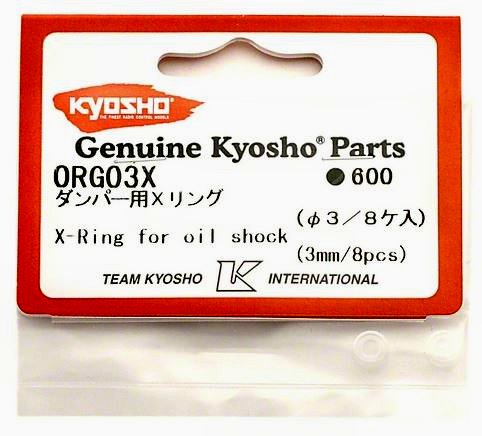 KYOSHO
THE FINEST RADIO CONTROL MODELS
Genuine Kyosho® Parts
ORG03X ●600
ダンパー用Xリング
(φ3/8ケ入)
X-Ring for oil shock
(3mm/8pcs)
TEAM KYOSHO K INTERNATIONAL